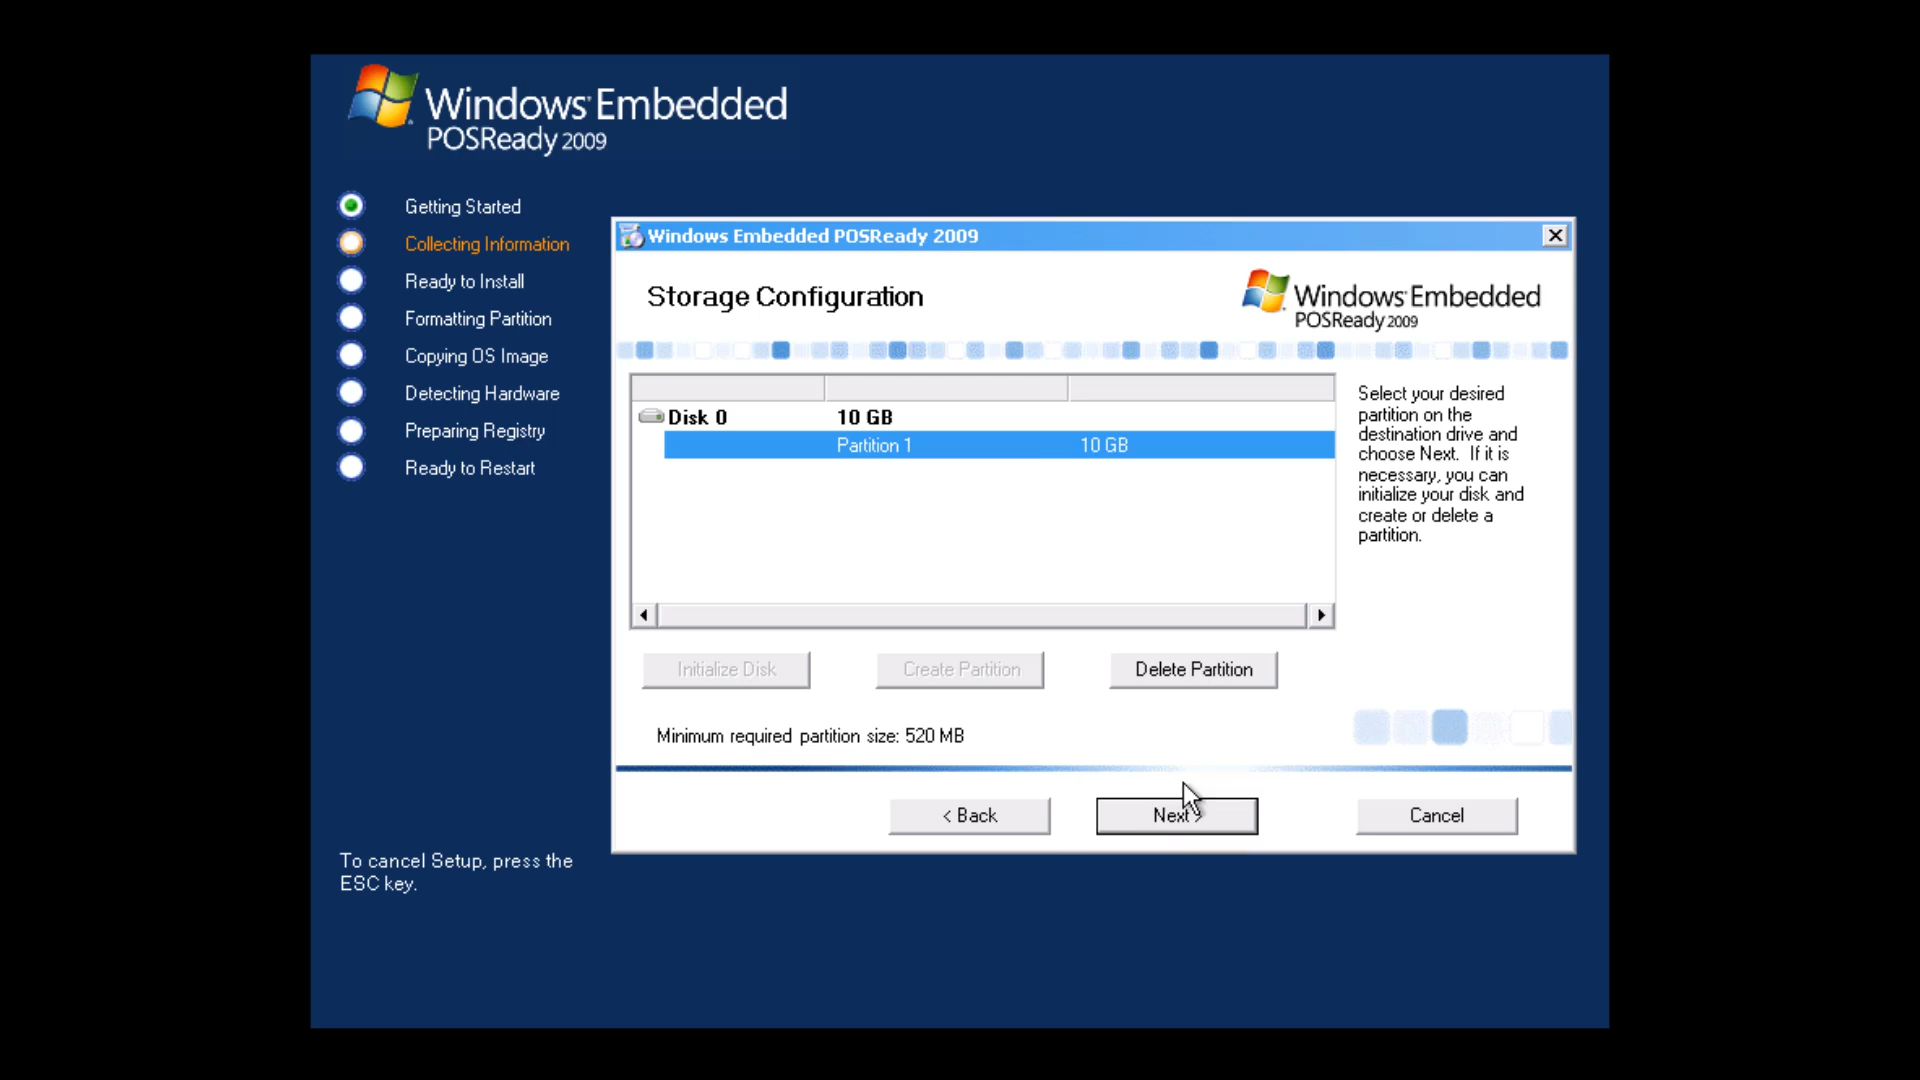 Windows Embedded
POSReady 2009
Getting Started
Collecting Information
Ready to Install
Formatting Partition
Copying OS Image
Detecting Hardware
Preparing Registry
Ready to Restart
To cancel Setup, press the
ESC key.
Windows Embedded POSReady 2009
Storage Configuration
Windows Embedded
POSReady 2009
Disk 0 10 GB
Partition 1 10 GB
Select your desired
partition on the
destination drive and
choose Next. If it is
necessary, you can
initialize your disk and
create or delete a
partition.
Initialize Disk Create Partition Delete Partition
Minimum required partition size: 520 MB
< Back Next > Cancel